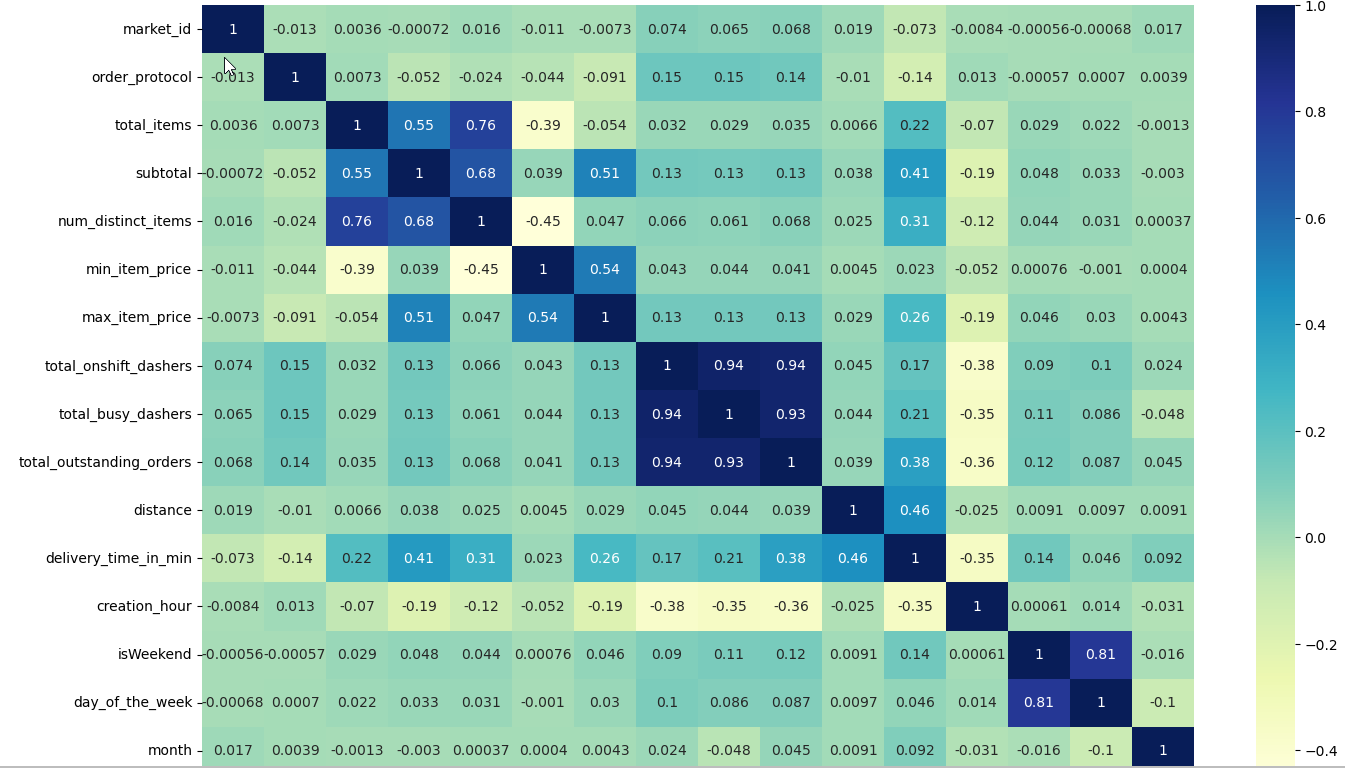 market_id 1 -0.013 0.0036 -0.00072 0.016 -0.011 -0.0073 0.074 0.065 0.068 0.019 -0.073 -0.0084 -0.00056 -0.00068 0.017 1.0
order_protocol -0.013 1 0.0073 -0.052 -0.024 -0.044 -0.091 0.15 0.15 0.14 -0.01 -0.14 0.013 -0.00057 0.0007 0.0039
total_items 0.0036 0.0073 1 0.55 0.76 -0.39 -0.054 0.032 0.029 0.035 0.0066 0.22 -0.07 0.029 0.022 -0.0013 0.8
subtotal -0.00072 -0.052 0.55 1 0.68 0.039 0.51 0.13 0.13 0.13 0.038 0.41 -0.19 0.048 0.033 -0.003
num_distinct_items 0.016 -0.024 0.76 0.68 1 -0.45 0.047 0.066 0.061 0.068 0.025 0.31 -0.12 0.044 0.031 0.00037 0.6
min_item_price -0.011 -0.044 -0.39 0.039 -0.45 1 0.54 0.043 0.044 0.041 0.0045 0.023 -0.052 0.00076 -0.001 0.0004
max_item_price -0.0073 -0.091 -0.054 0.51 0.047 0.54 1 0.13 0.13 0.13 0.029 0.26 -0.19 0.046 0.03 0.0043 0.4
total_onshift_dashers 0.074 0.15 0.032 0.13 0.066 0.043 0.13 1 0.94 0.94 0.045 0.17 -0.38 0.09 0.1 0.024
total_busy_dashers 0.065 0.15 0.029 0.13 0.061 0.044 0.13 0.94 1 0.93 0.044 0.21 -0.35 0.11 0.086 -0.048 0.2
total_outstanding_orders 0.068 0.14 0.035 0.13 0.068 0.041 0.13 0.94 0.93 1 0.039 0.38 -0.36 0.12 0.087 0.045
distance 0.019 -0.01 0.0066 0.038 0.025 0.0045 0.029 0.045 0.044 0.039 1 0.46 -0.025 0.0091 0.0097 0.0091 0.0
delivery_time_in_min -0.073 -0.14 0.22 0.41 0.31 0.023 0.26 0.17 0.21 0.38 0.46 1 -0.35 0.14 0.046 0.092
creation_hour -0.0084 0.013 -0.07 -0.19 -0.12 -0.052 -0.19 -0.38 -0.35 -0.36 -0.025 -0.35 1 0.00061 0.014 -0.031
isWeekend -0.00056 -0.00057 0.029 0.048 0.044 0.00076 0.046 0.09 0.11 0.12 0.0091 0.14 0.00061 1 0.81 -0.016 −0.2
day_of_the_week -0.00068 0.0007 0.022 0.033 0.031 -0.001 0.03 0.1 0.086 0.087 0.0097 0.046 0.014 0.81 1 -0.1
month 0.017 0.0039 -0.0013 -0.003 0.00037 0.0004 0.0043 0.024 -0.048 0.045 0.0091 0.092 -0.031 -0.016 -0.1 1 −0.4